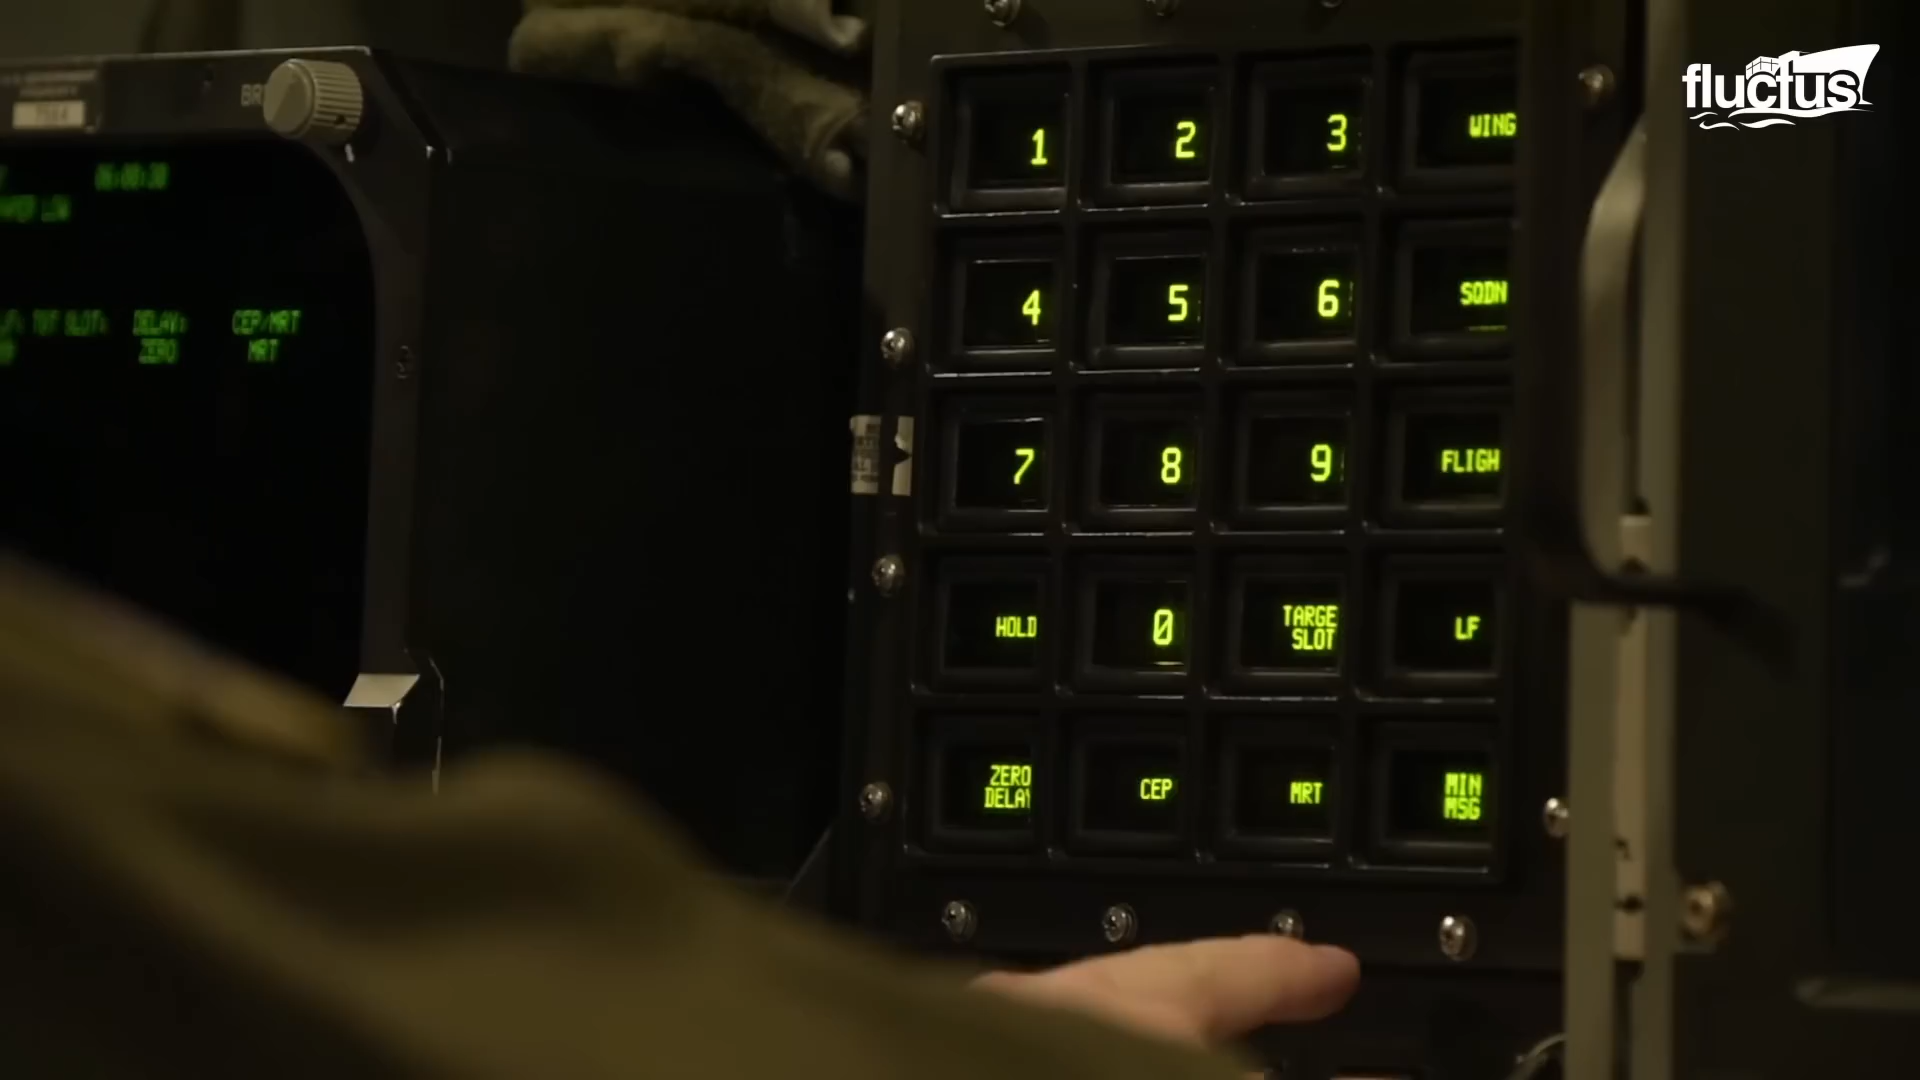 fluctus
BR
1 2 3 WING
4 5 6 SQDN
7 8 9 FLIGH
HOLD 0 TARGE
SLOT LF
ZERO
DELAY CEP MRT MIN
MSG
TOT SLOT: DELAY: CEP/MRT
ZERO MRT